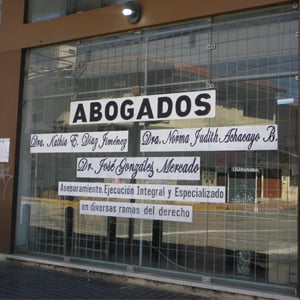 ABOGADOS
Dra. Kathia E. Diaz Jiménez
Dra. Norma Judith Achacayo B.
Dr. José González Mercado
Asesoramiento, Ejecución Integral y Especializado
en diversas ramas del derecho